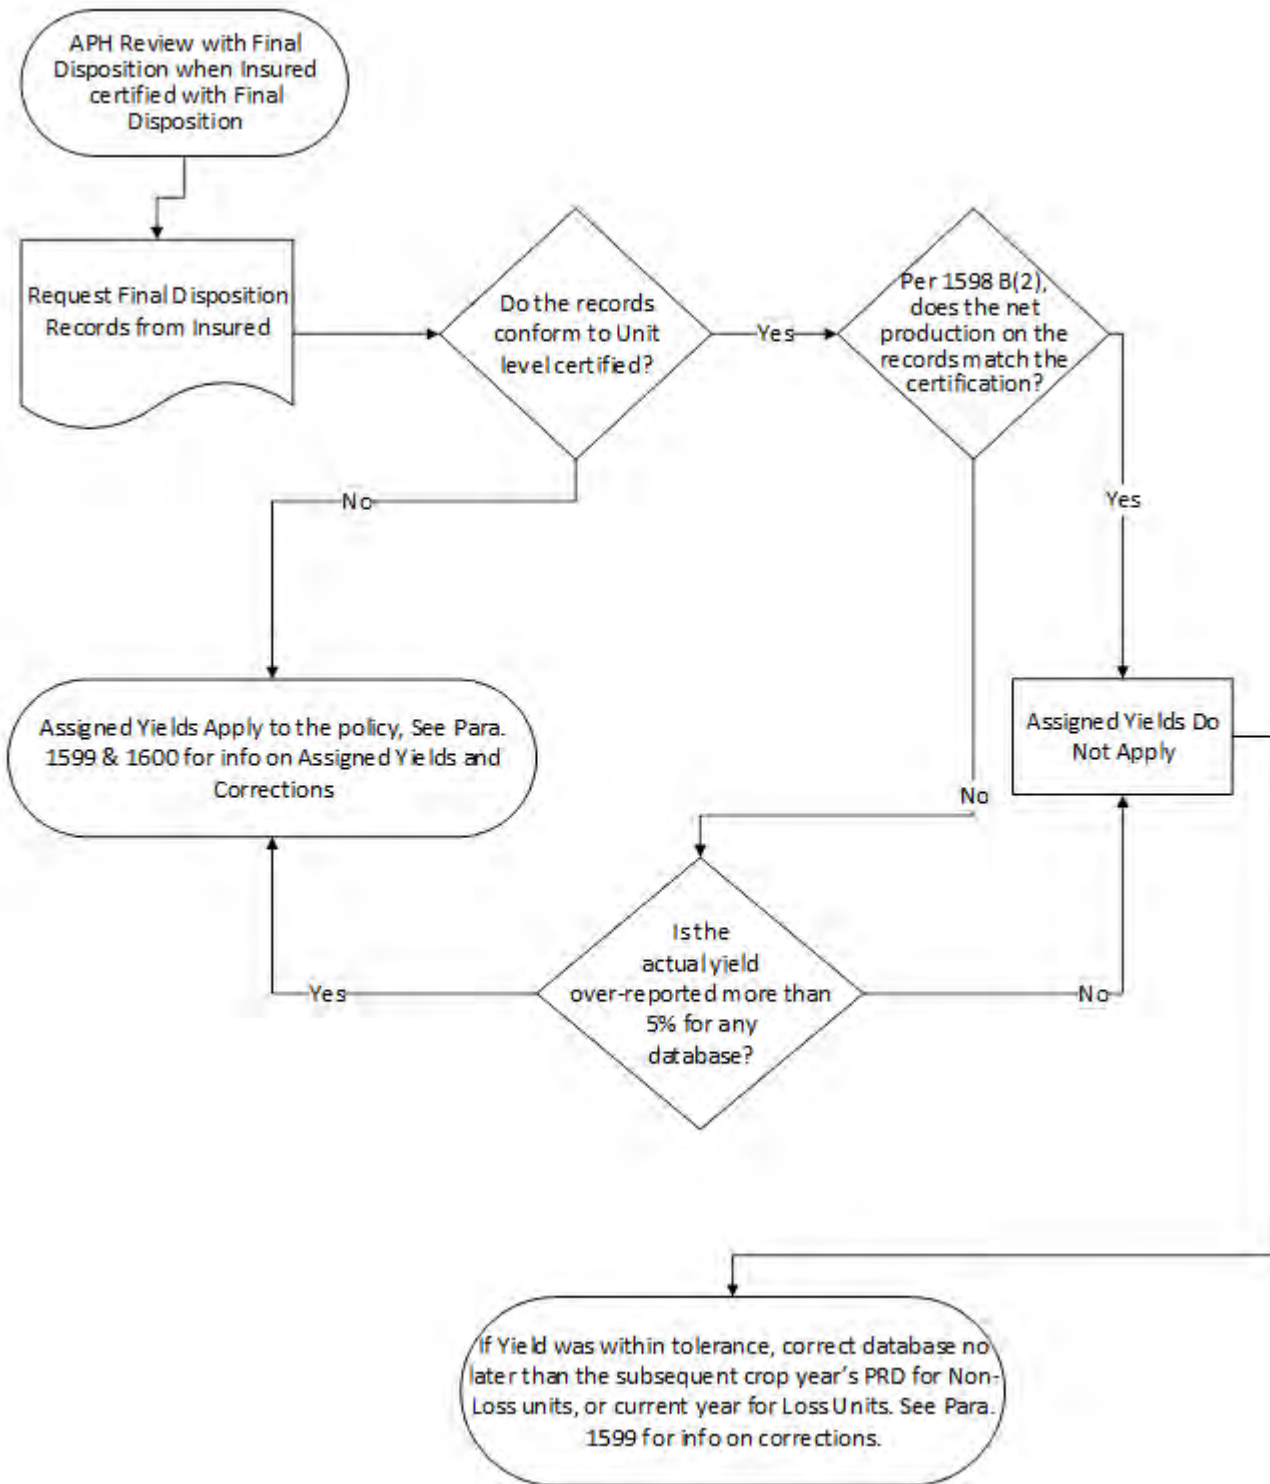 APH Review with Final
Disposition when Insured
certified with Final
Disposition
Request Final Disposition
Records from Insured
Do the records
conform to Unit
level certified?
Yes
Per 1598 B(2),
does the net
production on the
records match the
certification?
No
Yes
Assigned Yields Apply to the policy, See Para.
1599 & 1600 for info on Assigned Yields and
Corrections
Assigned Yields Do
Not Apply
No
Is the
actual yield
over-reported more than
5% for any
database?
Yes
No
If Yield was within tolerance, correct database no
later than the subsequent crop year's PRD for Non-
Loss units, or current year for Loss Units. See Para.
1599 for info on corrections.